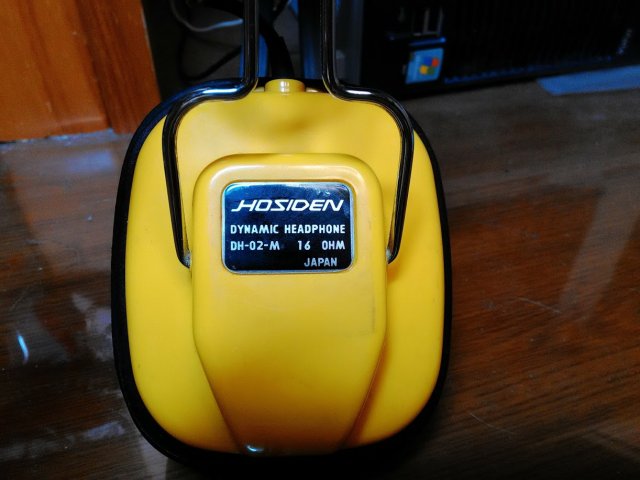 HOSIDEN
DYNAMIC HEADPHONE
DH-02-M 16 OHM
JAPAN